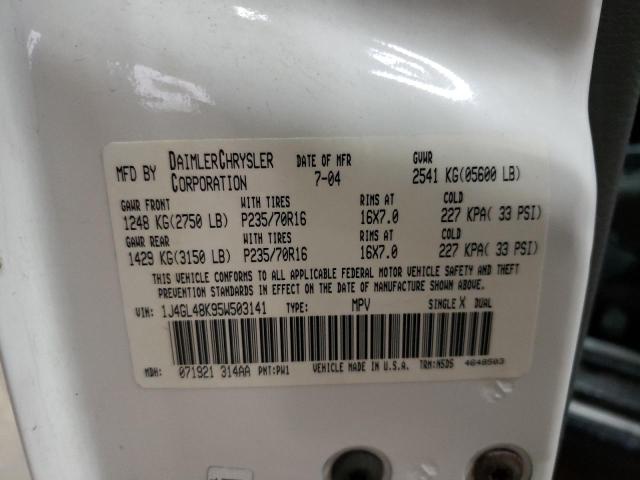 MFD BY DAIMLERCHRYSLER CORPORATION DATE OF MFR 7-04 GVWR 2541 KG(05600 LB)
GAWR FRONT WITH TIRES RIMS AT COLD
1248 KG(2750 LB) P235/70R16 16X7.0 227 KPA( 33 PSI)
GAWR REAR WITH TIRES RIMS AT COLD
1429 KG(3150 LB) P235/70R16 16X7.0 227 KPA( 33 PSI)
THIS VEHICLE CONFORMS TO ALL APPLICABLE FEDERAL MOTOR VEHICLE SAFETY AND THEFT
PREVENTION STANDARDS IN EFFECT ON THE DATE OF MANUFACTURE SHOWN ABOVE.
VIN: 1J4GL48K95W503141 TYPE: MPV SINGLE X DUAL
MDH: 071921 314AA PNT:PW1 VEHICLE MADE IN U.S.A. TRM:N5D5 4648503